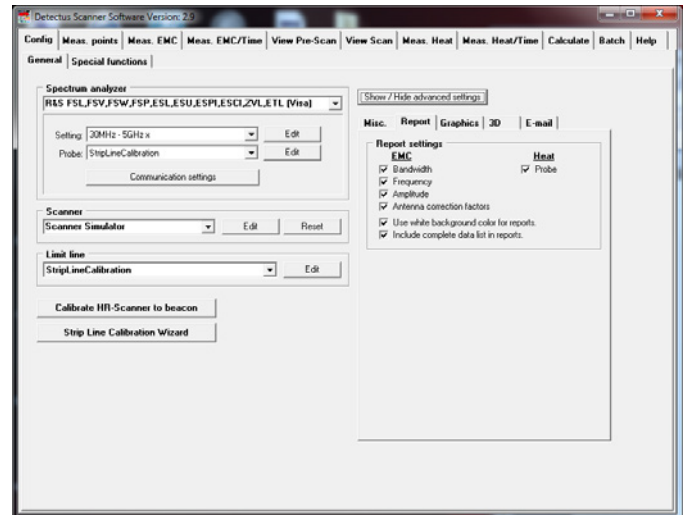 Detectus Scanner Software Version: 2.9
Config Meas. points Meas. EMC Meas. EMC/Time View Pre-Scan View Scan Meas. Heat Meas. Heat/Time Calculate Batch Help
General Special functions
Spectrum analyzer
R&S FSL,FSV,FSW,FSP,ESL,ESU,ESPI,ESCI,ZVL,ETL (Visa)
Setting: 30MHz - 5GHz x Edit
Probe: StripLineCalibration Edit
Communication settings
Scanner
Scanner Simulator Edit Reset
Limit line
StripLineCalibration Edit
Calibrate HR-Scanner to beacon
Strip Line Calibration Wizard
Show / Hide advanced settings
Misc. Report Graphics 3D E-mail
Report settings
EMC Heat
Bandwidth Probe
Frequency
Amplitude
Antenna correction factors
Use white background color for reports.
Include complete data list in reports.